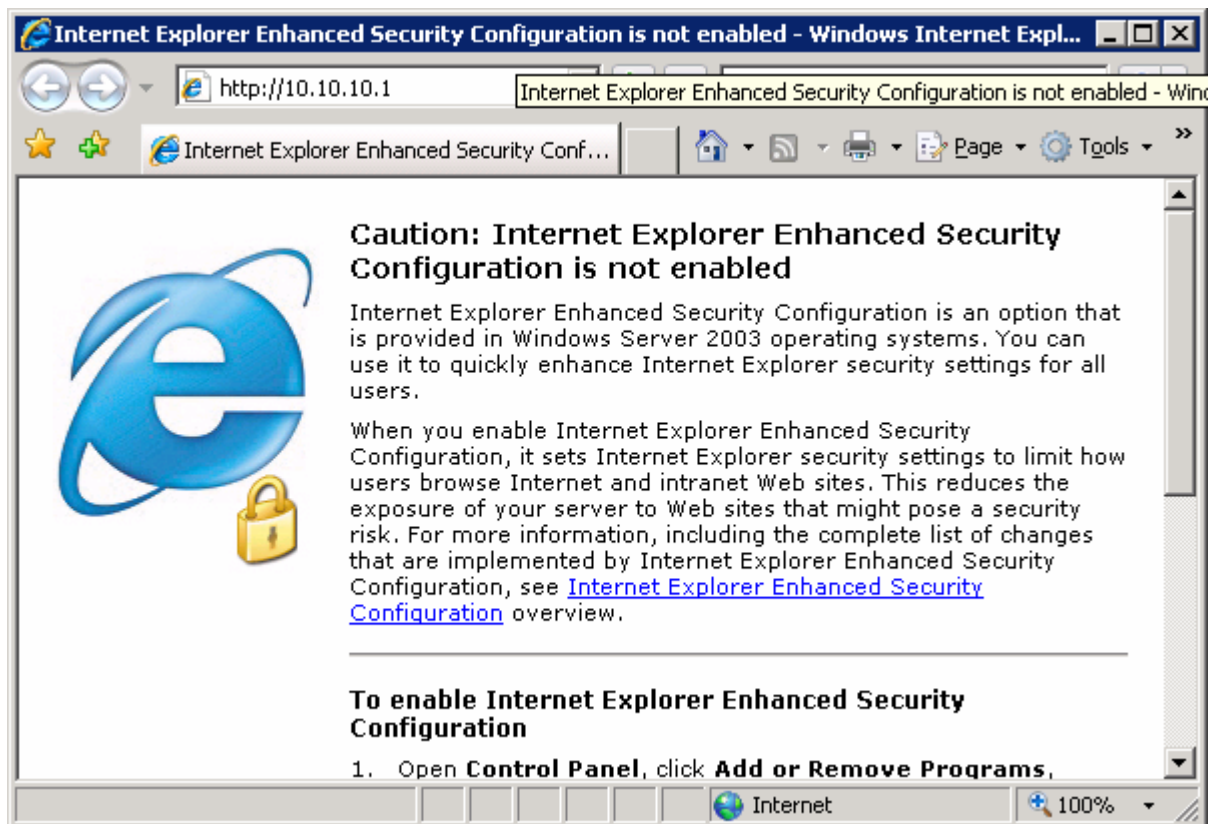 Internet Explorer Enhanced Security Configuration is not enabled - Windows Internet Expl...
http://10.10.10.1
Internet Explorer Enhanced Security Configuration is not enabled - Winc
Internet Explorer Enhanced Security Conf...
Page
Tools
»
Caution: Internet Explorer Enhanced Security
Configuration is not enabled
Internet Explorer Enhanced Security Configuration is an option that
is provided in Windows Server 2003 operating systems. You can
use it to quickly enhance Internet Explorer security settings for all
users.
When you enable Internet Explorer Enhanced Security
Configuration, it sets Internet Explorer security settings to limit how
users browse Internet and intranet Web sites. This reduces the
exposure of your server to Web sites that might pose a security
risk. For more information, including the complete list of changes
that are implemented by Internet Explorer Enhanced Security
Configuration, see Internet Explorer Enhanced Security
Configuration overview.
To enable Internet Explorer Enhanced Security
Configuration
1. Open Control Panel, click Add or Remove Programs,
Internet
100%